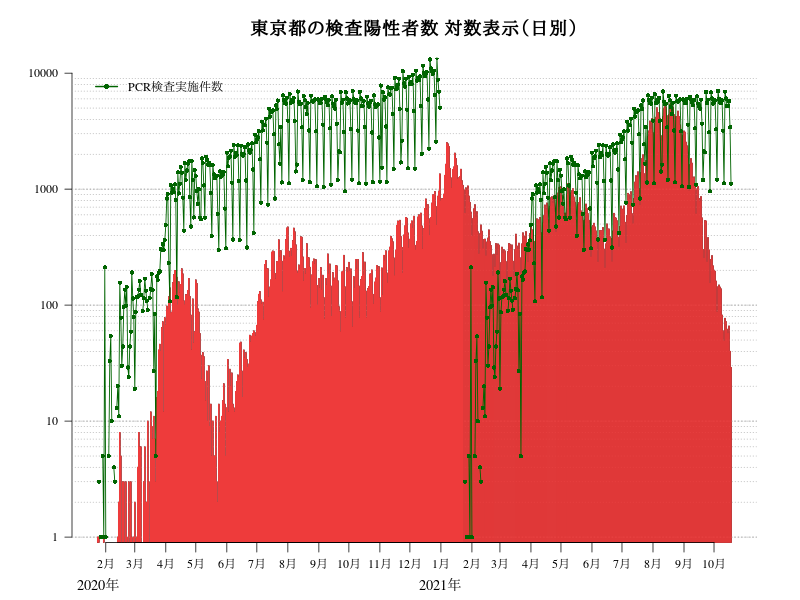 東京都の検査陽性者数 対数表示(日別)
PCR検査実施件数
10000
1000
100
10
1
2月 3月 4月 5月 6月 7月 8月 9月 10月 11月 12月 1月 2月 3月 4月 5月 6月 7月 8月 9月 10月
2020年 2021年